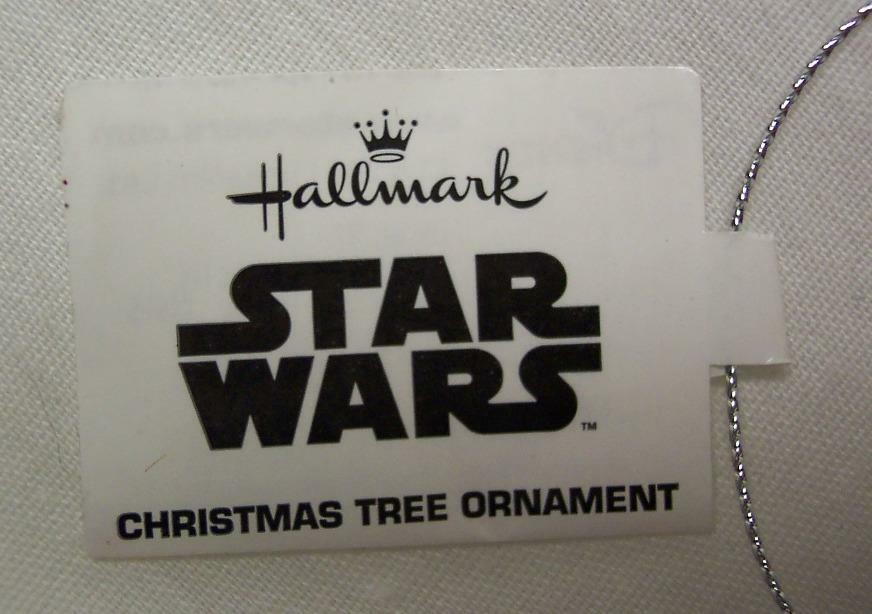 Hallmark
STAR
WARS™
CHRISTMAS TREE ORNAMENT